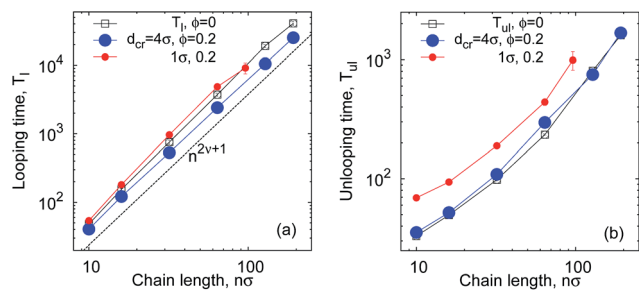 T_l, ϕ=0
d_cr=4σ, ϕ=0.2
1σ, 0.2
10^4
10^3
10^2
10
100
n^{2ν+1}
(a)
Looping time, T_l
Chain length, nσ
T_ul, ϕ=0
d_cr=4σ, ϕ=0.2
1σ, 0.2
10^3
10^2
10
100
(b)
Unlooping time, T_ul
Chain length, nσ